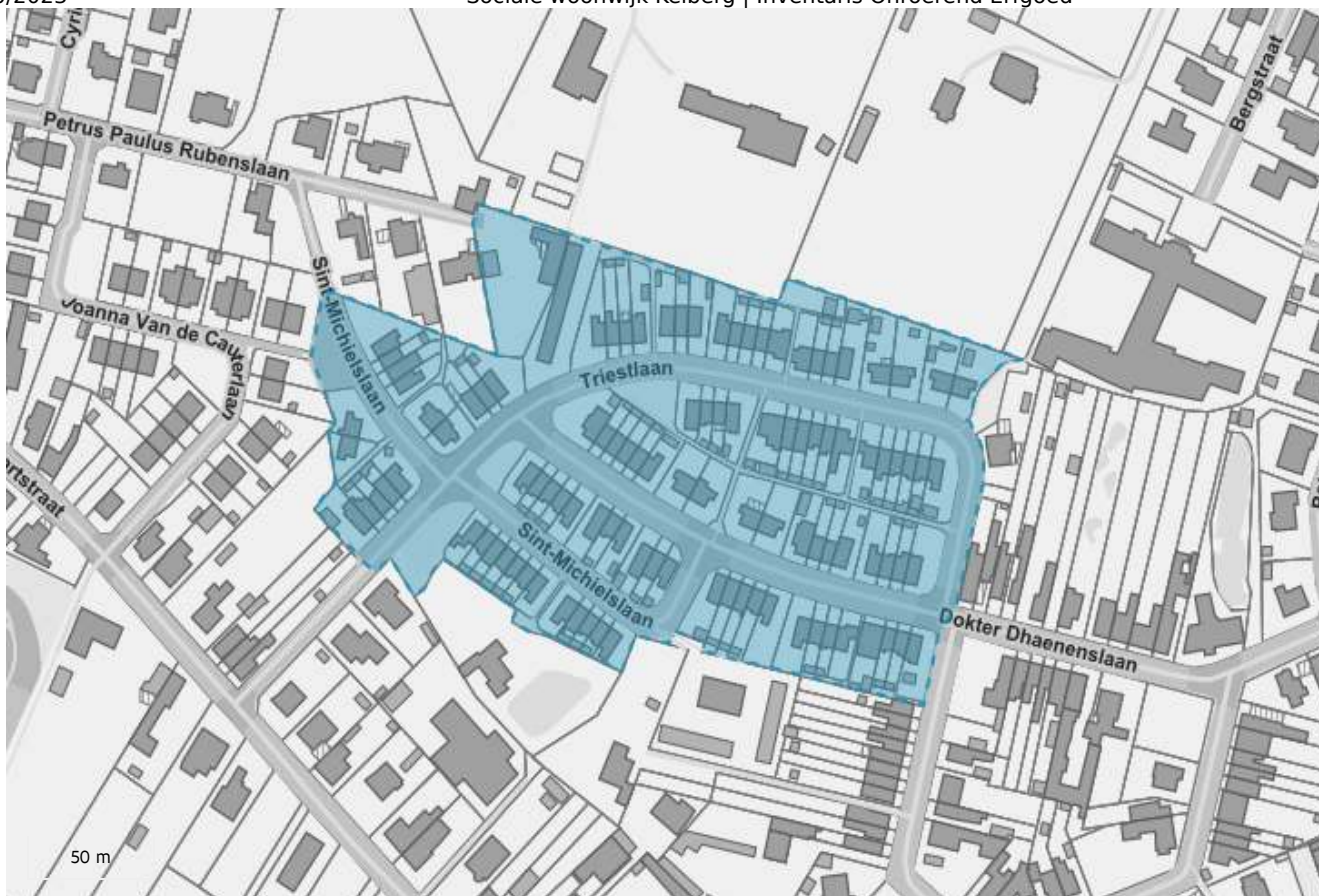 Sociale woonwijk Kelberg | Inventaris Onroerend Erfgoed
Bergstraat
Petrus Paulus Rubenslaan
Sint-Michielslaan
Joanna Van de Cauterlaan
Triestlaan
Sint-Michielslaan
Dokter Dhaenenslaan
50 m